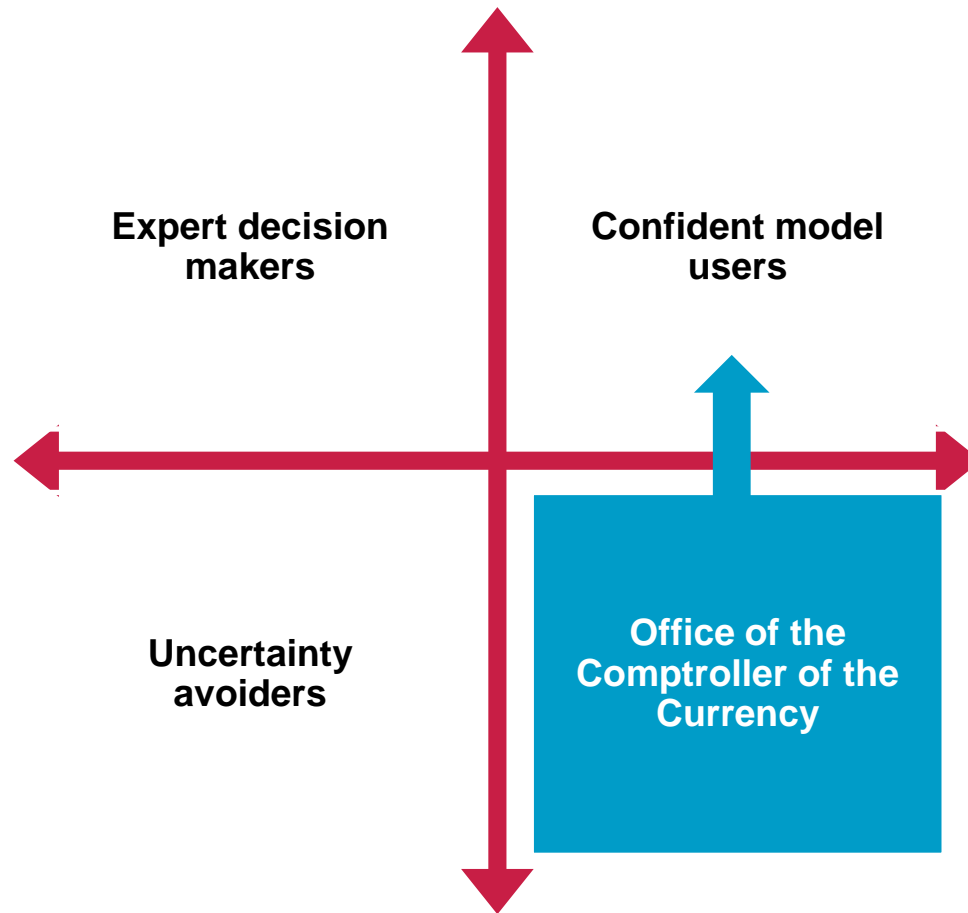 Expert decision
makers
Confident model
users
Uncertainty
avoiders
Office of the
Comptroller of the
Currency